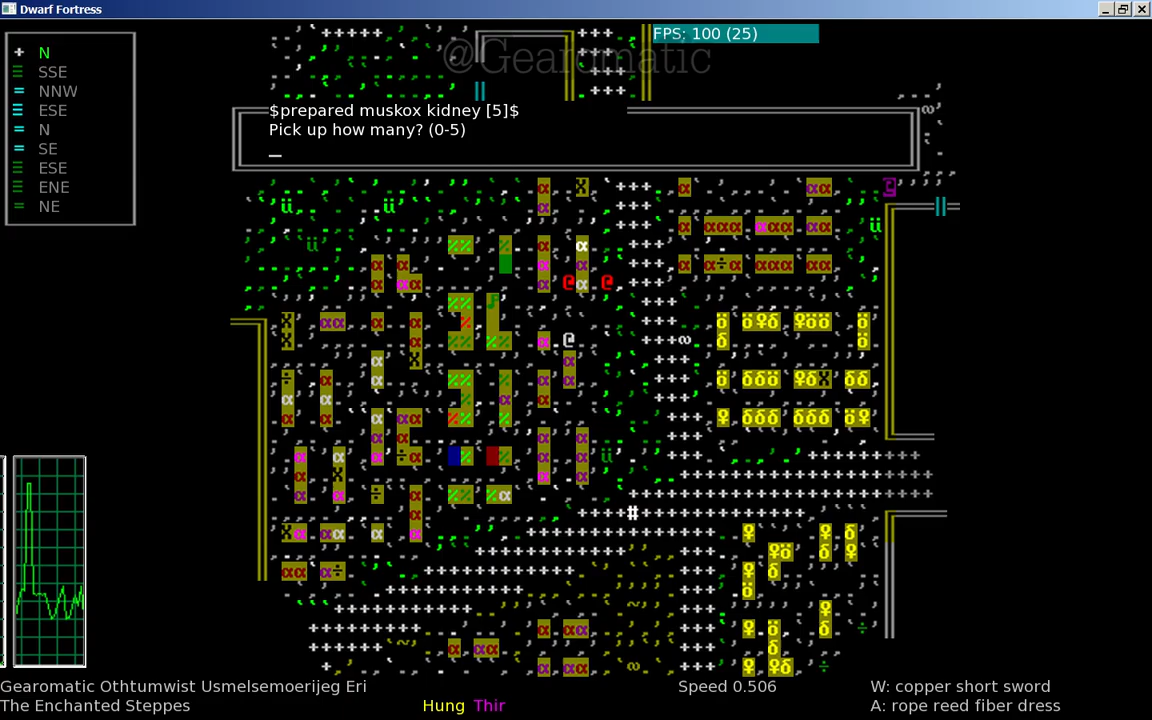 Dwarf Fortress
FPS: 100 (25)
@Gearomatic
N
SSE
NNW
ESE
N
SE
ESE
ENE
NE
$prepared muskox kidney [5]$
Pick up how many? (0-5)
Gearomatic Othtumwist Usmelsemoerijeg Eri
Speed 0.506
W: copper short sword
The Enchanted Steppes
Hung Thir
A: rope reed fiber dress